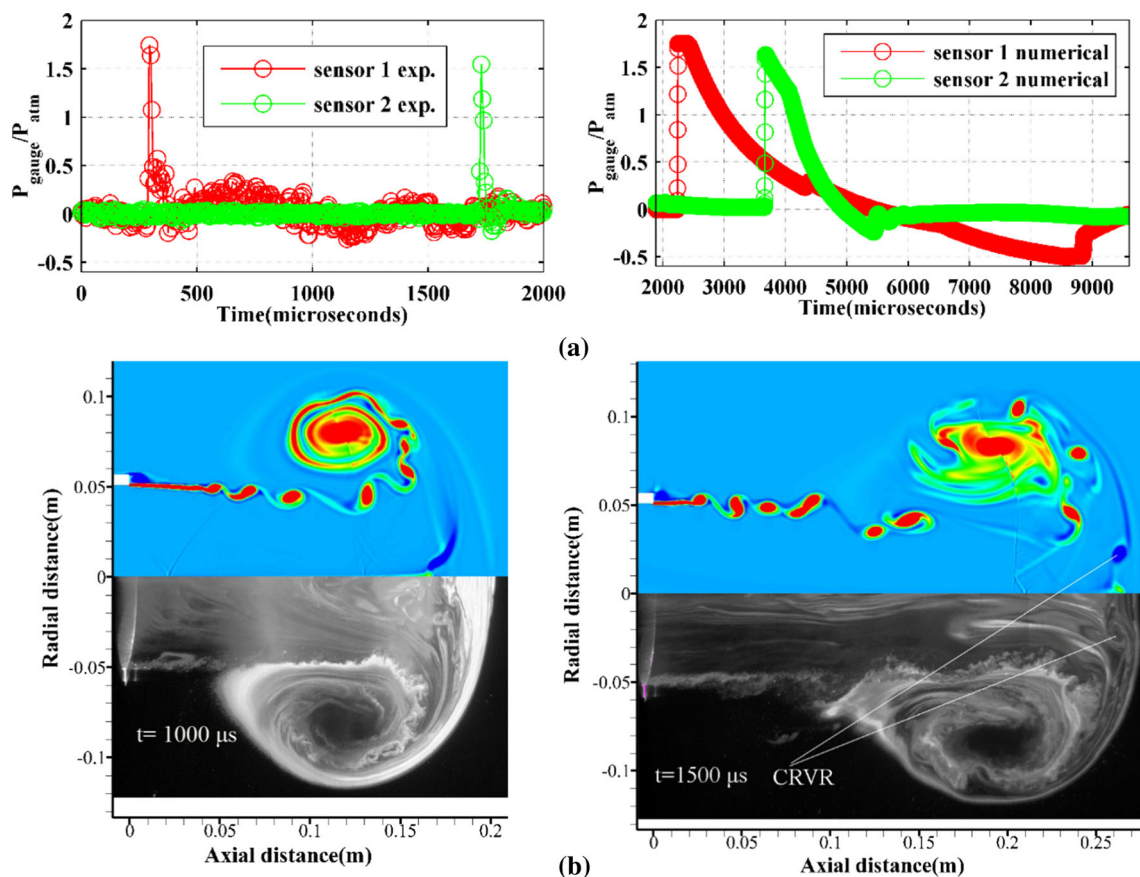 2
1.5
1
0.5
0
-0.5
P_gauge/P_atm
sensor 1 exp.
sensor 2 exp.
0 500 1000 1500 2000
Time(microseconds)
2
1.5
1
0.5
0
-0.5
P_gauge/P_atm
sensor 1 numerical
sensor 2 numerical
2000 3000 4000 5000 6000 7000 8000 9000
Time(microseconds)
(a)
0.1
0.05
0
-0.05
-0.1
Radial distance(m)
t= 1000 μs
0 0.05 0.1 0.15 0.2
Axial distance(m)
0.1
0.05
0
-0.05
-0.1
Radial distance(m)
t=1500 μs
CRVR
0 0.05 0.1 0.15 0.2 0.25
Axial distance(m)
(b)